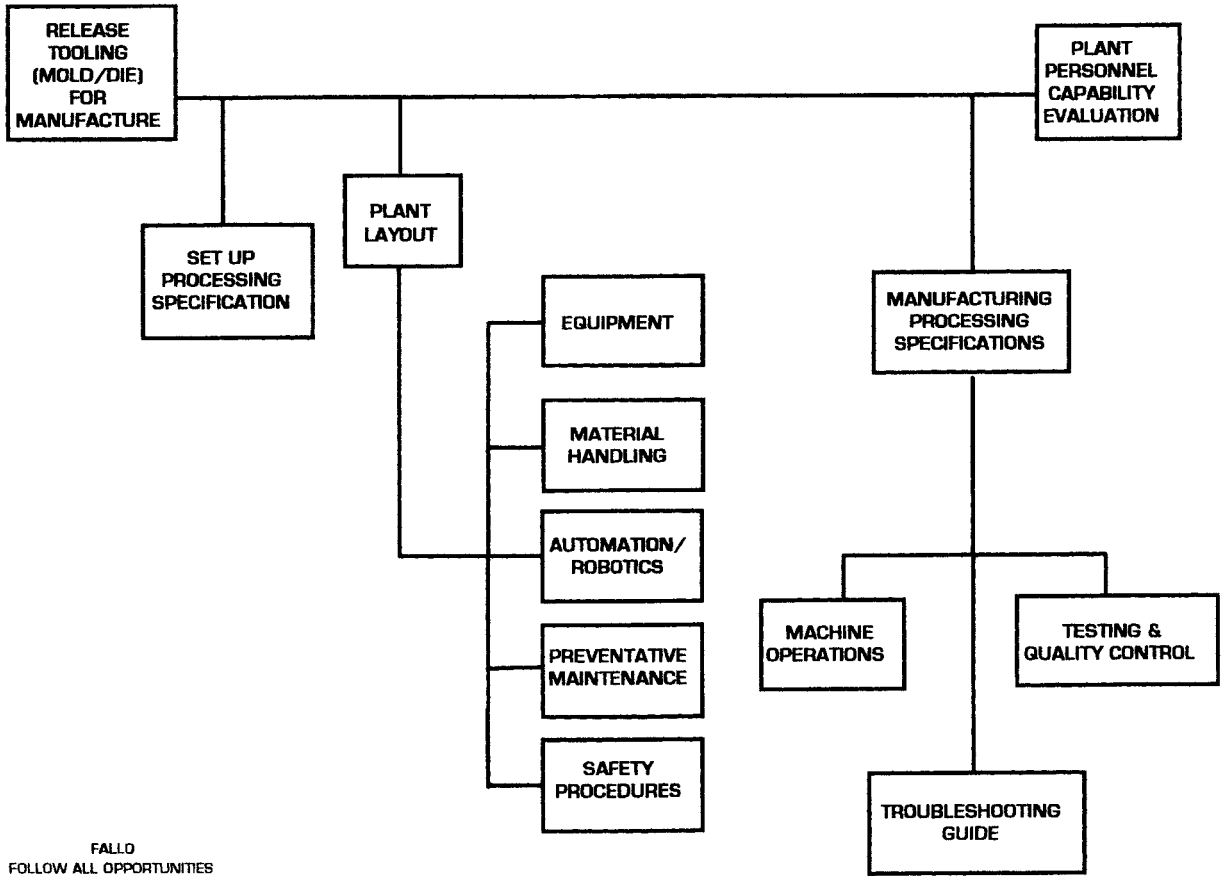 RELEASE
TOOLING
(MOLD/DIE)
FOR
MANUFACTURE
PLANT
PERSONNEL
CAPABILITY
EVALUATION
PLANT
LAYOUT
SET UP
PROCESSING
SPECIFICATION
EQUIPMENT
MANUFACTURING
PROCESSING
SPECIFICATIONS
MATERIAL
HANDLING
AUTOMATION/
ROBOTICS
MACHINE
OPERATIONS
TESTING &
QUALITY CONTROL
PREVENTATIVE
MAINTENANCE
SAFETY
PROCEDURES
TROUBLESHOOTING
GUIDE
FALLO
FOLLOW ALL OPPORTUNITIES